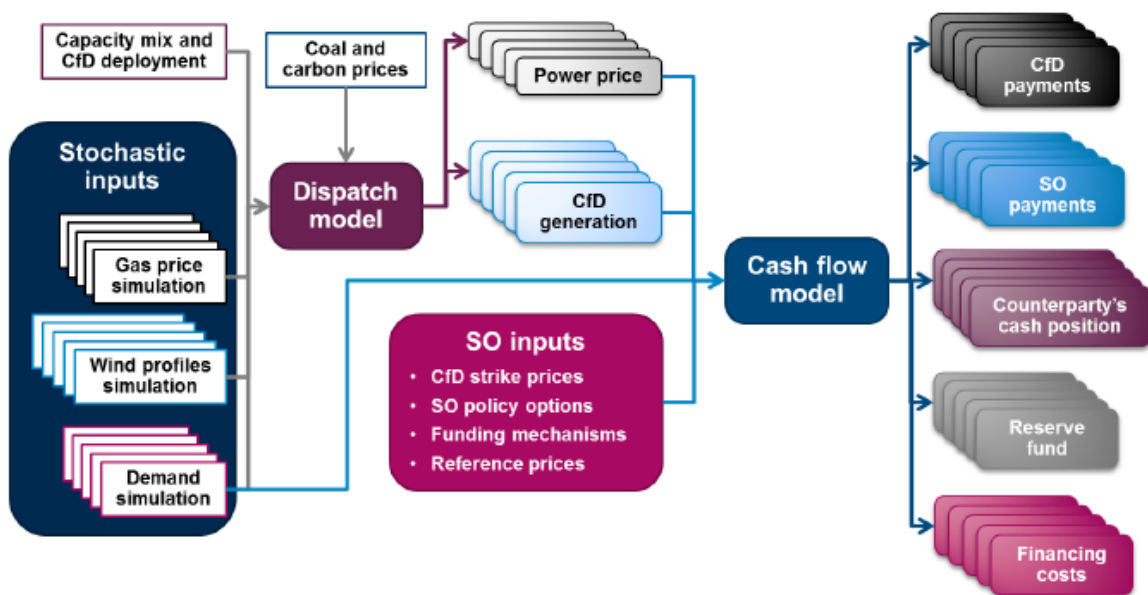 Capacity mix and
CfD deployment
Coal and
carbon prices
Power price
CfD
payments
Stochastic
inputs
Dispatch
model
CfD
generation
SO
payments
Gas price
simulation
Cash flow
model
Counterparty's
cash position
Wind profiles
simulation
SO inputs
• CfD strike prices
• SO policy options
• Funding mechanisms
• Reference prices
Reserve
fund
Demand
simulation
Financing
costs